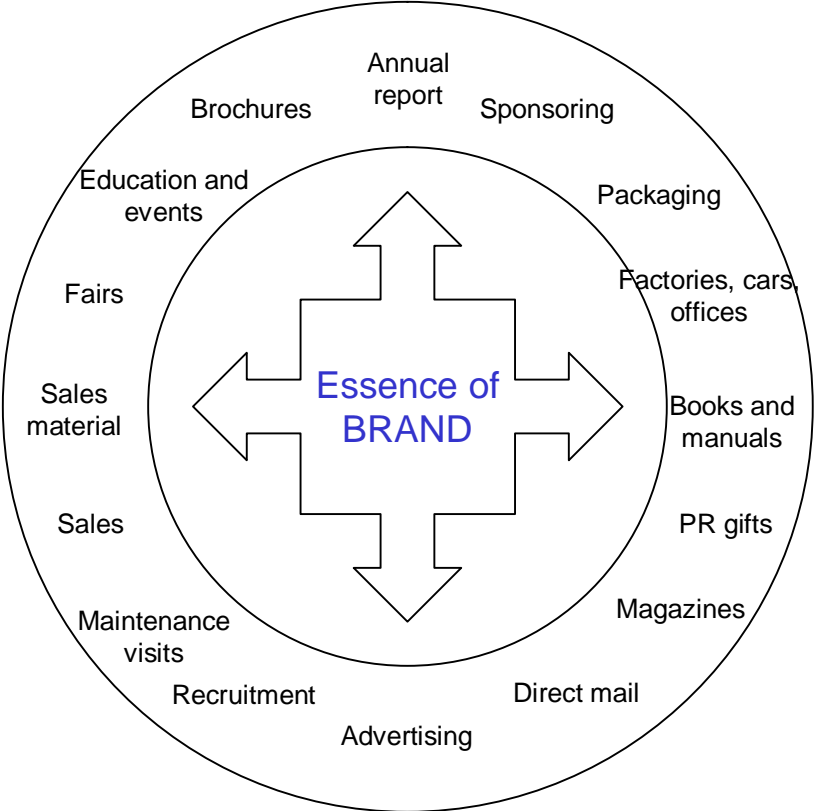 Annual
report
Sponsoring
Packaging
Factories, cars,
offices
Books and
manuals
PR gifts
Magazines
Direct mail
Advertising
Recruitment
Maintenance
visits
Sales
Sales
material
Fairs
Education and
events
Brochures
Essence of
BRAND